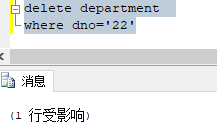 delete department
where dno='22'
消息
(1 行受影响)